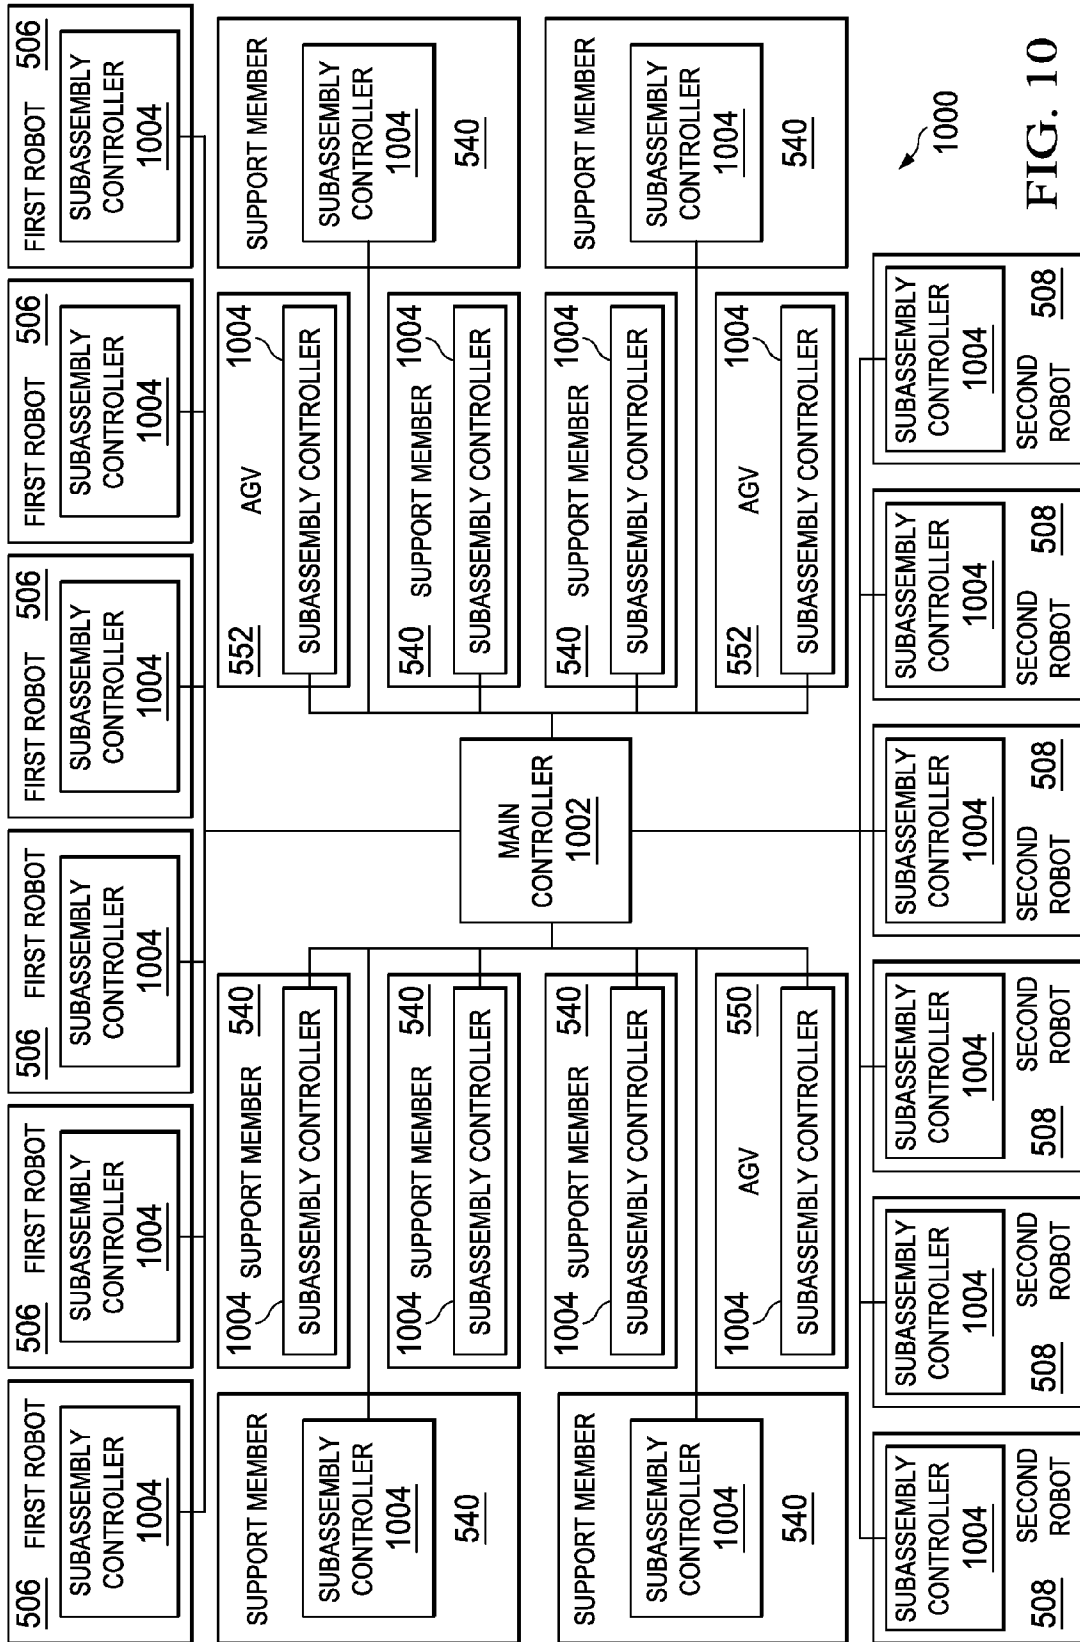 506 FIRST ROBOT
SUBASSEMBLY
CONTROLLER
1004
506 FIRST ROBOT
SUBASSEMBLY
CONTROLLER
1004
506 FIRST ROBOT
SUBASSEMBLY
CONTROLLER
1004
FIRST ROBOT 506
SUBASSEMBLY
CONTROLLER
1004
FIRST ROBOT 506
SUBASSEMBLY
CONTROLLER
1004
FIRST ROBOT 506
SUBASSEMBLY
CONTROLLER
1004
SUPPORT MEMBER
SUBASSEMBLY
CONTROLLER
1004
540
1004 SUPPORT MEMBER 540
SUBASSEMBLY CONTROLLER
552 AGV 1004
SUBASSEMBLY CONTROLLER
SUPPORT MEMBER
SUBASSEMBLY
CONTROLLER
1004
540
1004 SUPPORT MEMBER 540
SUBASSEMBLY CONTROLLER
540 SUPPORT MEMBER 1004
SUBASSEMBLY CONTROLLER
MAIN
CONTROLLER
1002
SUPPORT MEMBER
SUBASSEMBLY
CONTROLLER
1004
540
1004 SUPPORT MEMBER 540
SUBASSEMBLY CONTROLLER
540 SUPPORT MEMBER 1004
SUBASSEMBLY CONTROLLER
SUPPORT MEMBER
SUBASSEMBLY
CONTROLLER
1004
540
1004 AGV 550
SUBASSEMBLY CONTROLLER
552 AGV 1004
SUBASSEMBLY CONTROLLER
SUBASSEMBLY
CONTROLLER
1004
508 SECOND
ROBOT
SUBASSEMBLY
CONTROLLER
1004
508 SECOND
ROBOT
SUBASSEMBLY
CONTROLLER
1004
508 SECOND
ROBOT
SUBASSEMBLY
CONTROLLER
1004
SECOND
ROBOT 508
SUBASSEMBLY
CONTROLLER
1004
SECOND
ROBOT 508
SUBASSEMBLY
CONTROLLER
1004
SECOND
ROBOT 508
1000
FIG. 10